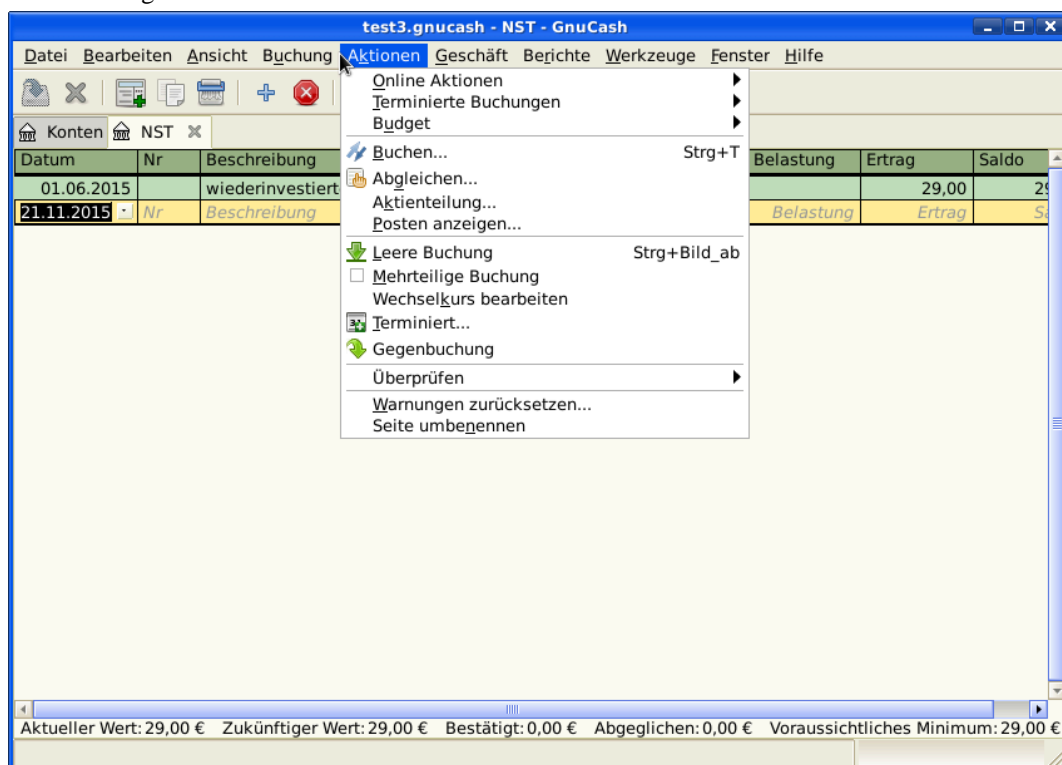 test3.gnucash - NST - GnuCash
Datei Bearbeiten Ansicht Buchung Aktionen Geschäft Berichte Werkzeuge Fenster Hilfe
Online Aktionen
Terminierte Buchungen
Budget
Konten NST
Buchen... Strg+T
Datum Nr Beschreibung Belastung Ertrag Saldo
Abgleichen...
01.06.2015 wiederinvestiert 29,00 29
Aktienteilung...
21.11.2015 Nr Beschreibung Belastung Ertrag Sa
Posten anzeigen...
Leere Buchung Strg+Bild_ab
Mehrteilige Buchung
Wechselkurs bearbeiten
Terminiert...
Gegenbuchung
Überprüfen
Warnungen zurücksetzen...
Seite umbenennen
Aktueller Wert: 29,00 € Zukünftiger Wert: 29,00 € Bestätigt: 0,00 € Abgeglichen: 0,00 € Voraussichtliches Minimum: 29,00 €